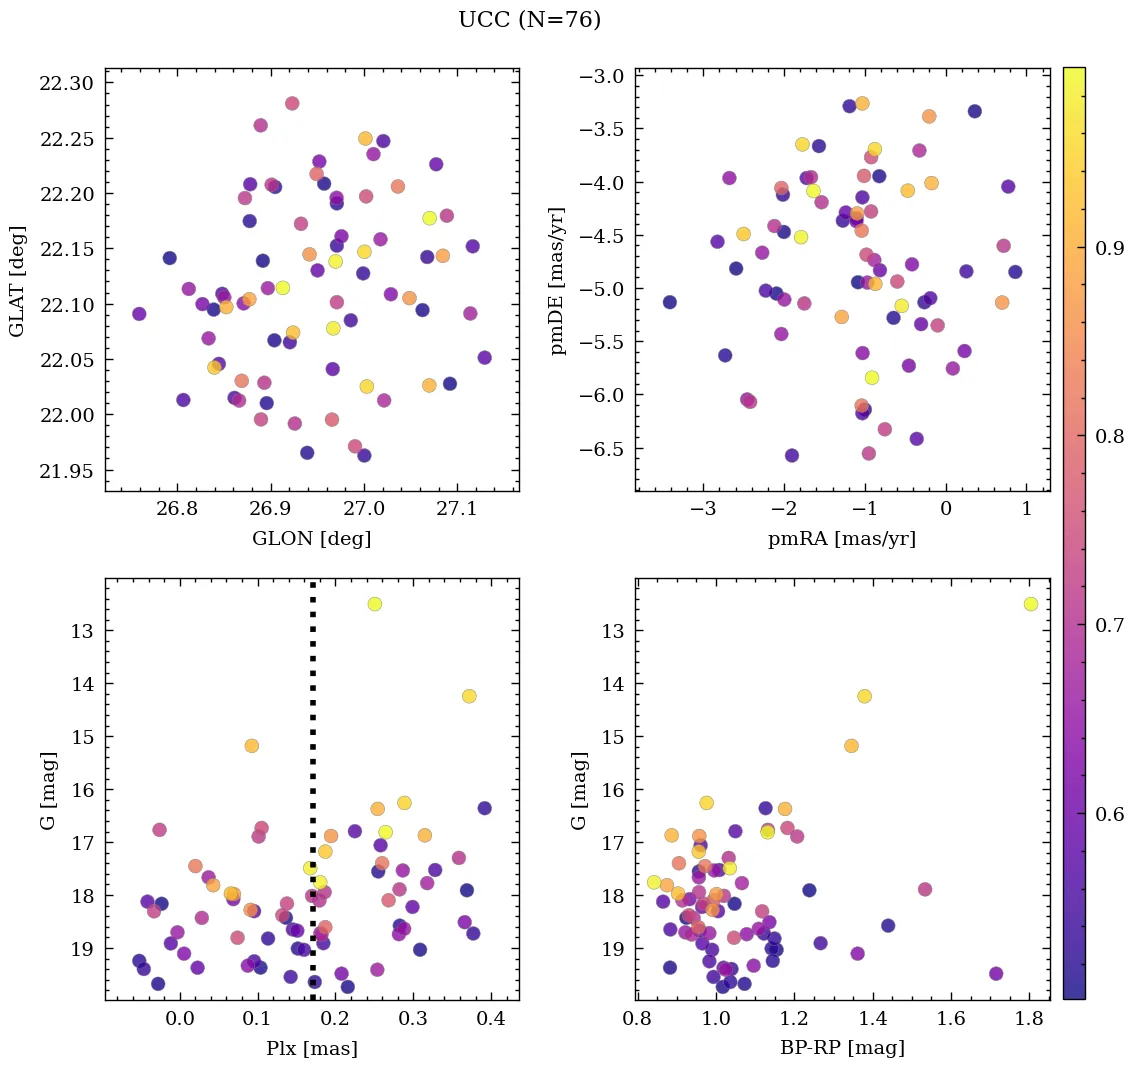 UCC (N=76)
22.30
22.25
22.20
22.15
22.10
22.05
22.00
21.95
GLAT [deg]
26.8 26.9 27.0 27.1
GLON [deg]
−3.0
−3.5
−4.0
−4.5
−5.0
−5.5
−6.0
−6.5
pmDE [mas/yr]
−3 −2 −1 0 1
pmRA [mas/yr]
13
14
15
16
17
18
19
G [mag]
0.0 0.1 0.2 0.3 0.4
Plx [mas]
13
14
15
16
17
18
19
G [mag]
0.8 1.0 1.2 1.4 1.6 1.8
BP-RP [mag]
0.9
0.8
0.7
0.6